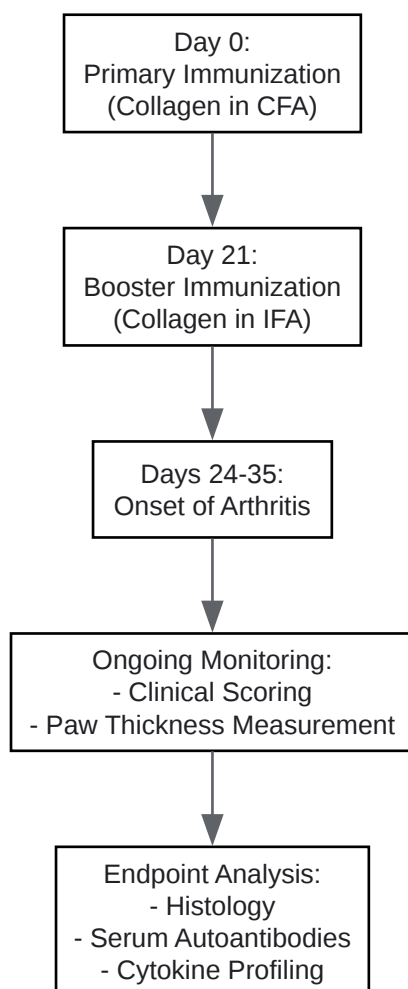 Day 0:
Primary Immunization
(Collagen in CFA)
Day 21:
Booster Immunization
(Collagen in IFA)
Days 24-35:
Onset of Arthritis
Ongoing Monitoring:
- Clinical Scoring
- Paw Thickness Measurement
Endpoint Analysis:
- Histology
- Serum Autoantibodies
- Cytokine Profiling